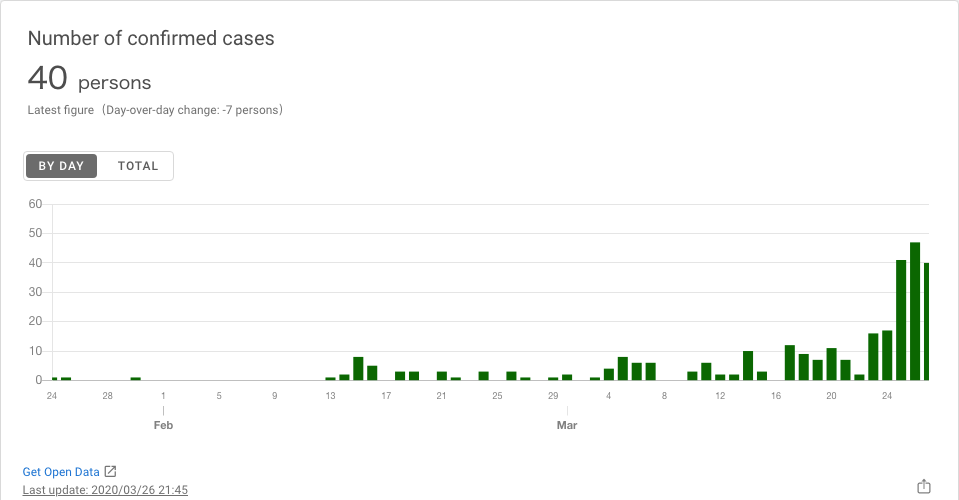 Number of confirmed cases
40 persons
Latest figure (Day-over-day change: -7 persons)
BY DAY TOTAL
60
50
40
30
20
10
0
24 28 1 5 9 13 17 21 25 29 4 8 12 16 20 24
Feb Mar
Get Open Data
Last update: 2020/03/26 21:45